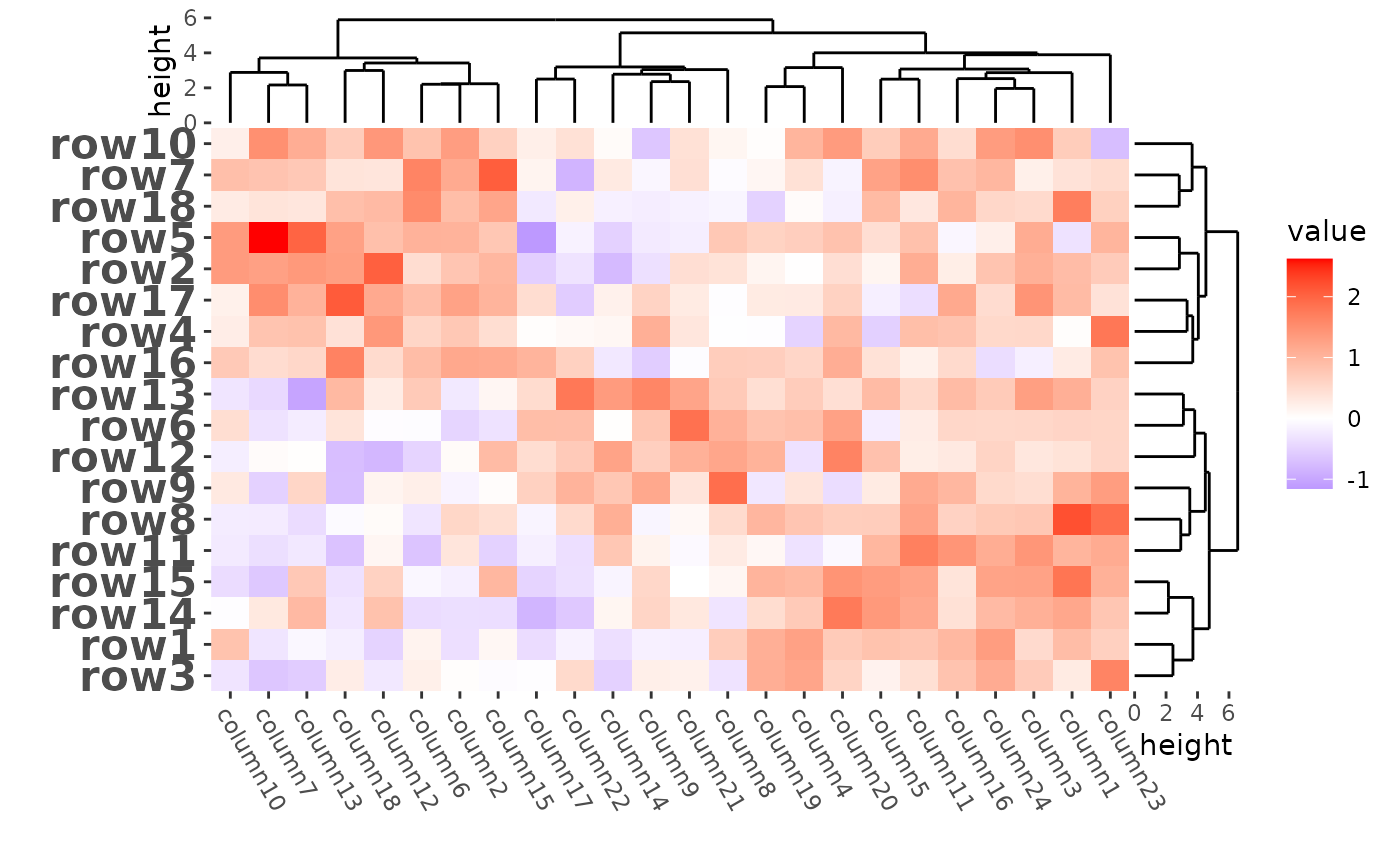 6
4
2
0
height
row10
row7
row18
row5
row2
row17
row4
row16
row13
row6
row12
row9
row8
row11
row15
row14
row1
row3
column10
column7
column13
column18
column12
column6
column2
column15
column17
column22
column14
column9
column21
column8
column19
column4
column20
column5
column11
column16
column24
column3
column1
column23
0 2 4 6
height
value
2
1
0
-1